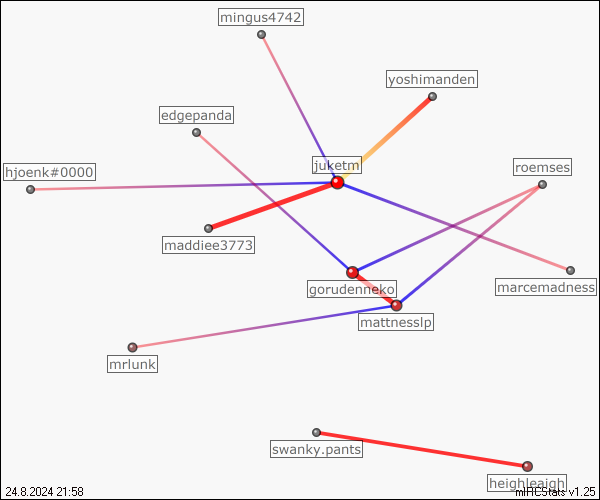 mingus4742
yoshimanden
edgepanda
juketm
roemses
hjoenk#0000
maddiee3773
gorudenneko
marcemadness
mattnesslp
mrlunk
swanky.pants
heighleaigh
24.8.2024 21:58
mIRCStats v1.25